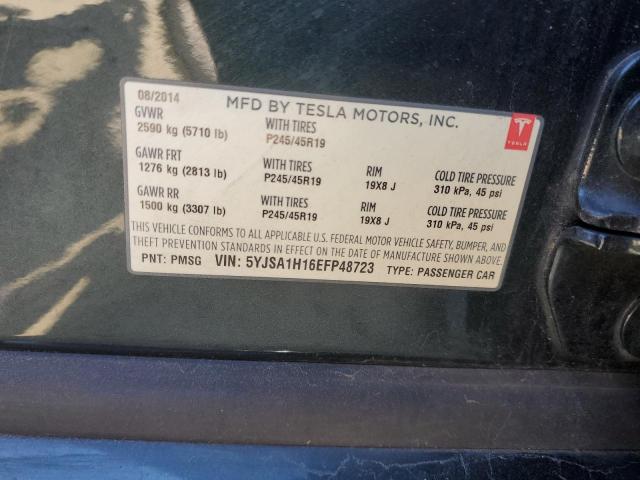 08/2014 MFD BY TESLA MOTORS, INC.
GVWR WITH TIRES
2590 kg (5710 lb) P245/45R19
GAWR FRT WITH TIRES RIM COLD TIRE PRESSURE
1276 kg (2813 lb) P245/45R19 19X8 J 310 kPa, 45 psi
GAWR RR WITH TIRES RIM COLD TIRE PRESSURE
1500 kg (3307 lb) P245/45R19 19X8 J 310 kPa, 45 psi
THIS VEHICLE CONFORMS TO ALL APPLICABLE U.S. FEDERAL MOTOR VEHICLE SAFETY, BUMPER, AND
THEFT PREVENTION STANDARDS IN EFFECT ON THE DATE OF MANUFACTURE SHOWN ABOVE.
PNT: PMSG VIN: 5YJSA1H16EFP48723 TYPE: PASSENGER CAR
TESLA